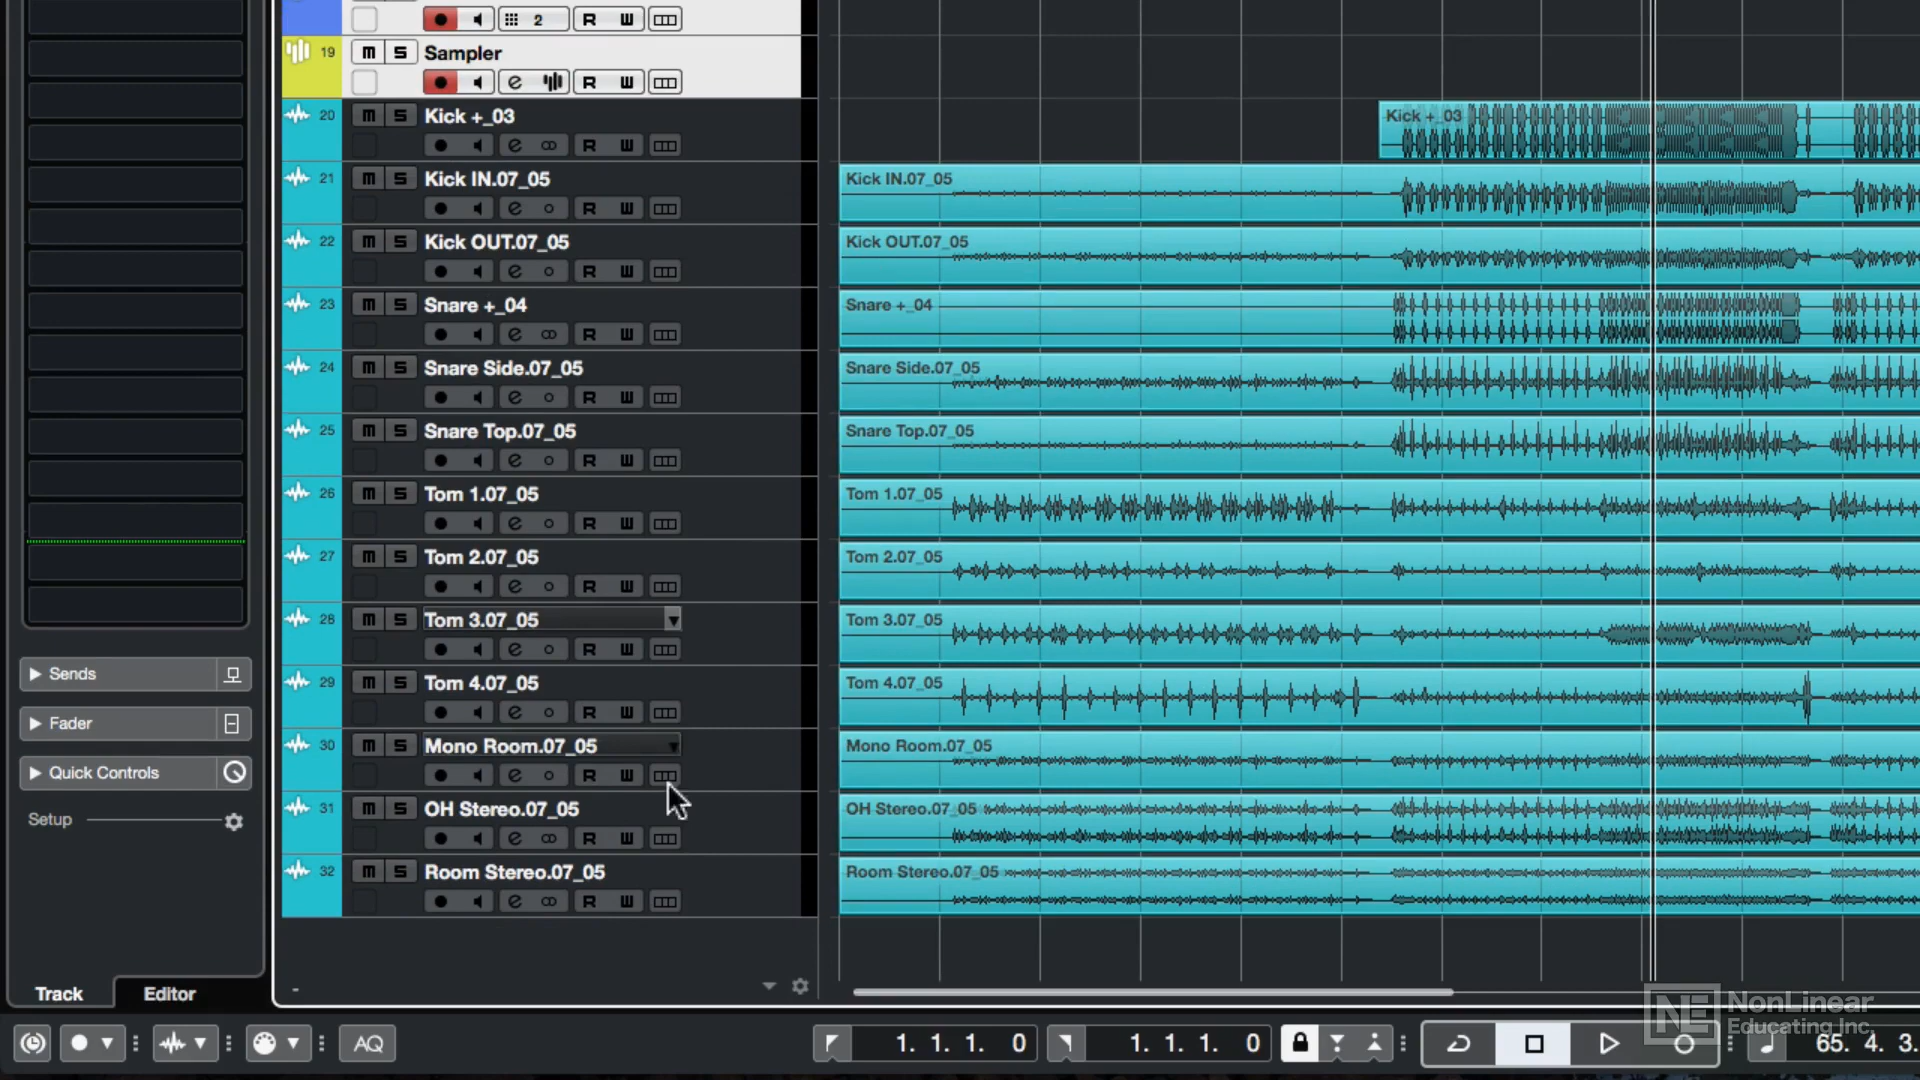 2 R W
19 m S Sampler
e R W
20 m S Kick +_03 Kick +_03
e R W
21 m S Kick IN.07_05 Kick IN.07_05
e R W
22 m S Kick OUT.07_05 Kick OUT.07_05
e R W
23 m S Snare +_04 Snare +_04
e R W
24 m S Snare Side.07_05 Snare Side.07_05
e R W
25 m S Snare Top.07_05 Snare Top.07_05
e R W
26 m S Tom 1.07_05 Tom 1.07_05
e R W
27 m S Tom 2.07_05 Tom 2.07_05
e R W
28 m S Tom 3.07_05 Tom 3.07_05
e R W
Sends
29 m S Tom 4.07_05 Tom 4.07_05
e R W
Fader
30 m S Mono Room.07_05 Mono Room.07_05
Quick Controls
e R W
31 m S OH Stereo.07_05 OH Stereo.07_05
Setup
e R W
32 m S Room Stereo.07_05 Room Stereo.07_05
e R W
Track Editor
NE NonLinear
Educating Inc.
AQ 1. 1. 1. 0 1. 1. 1. 0 65. 4. 3.